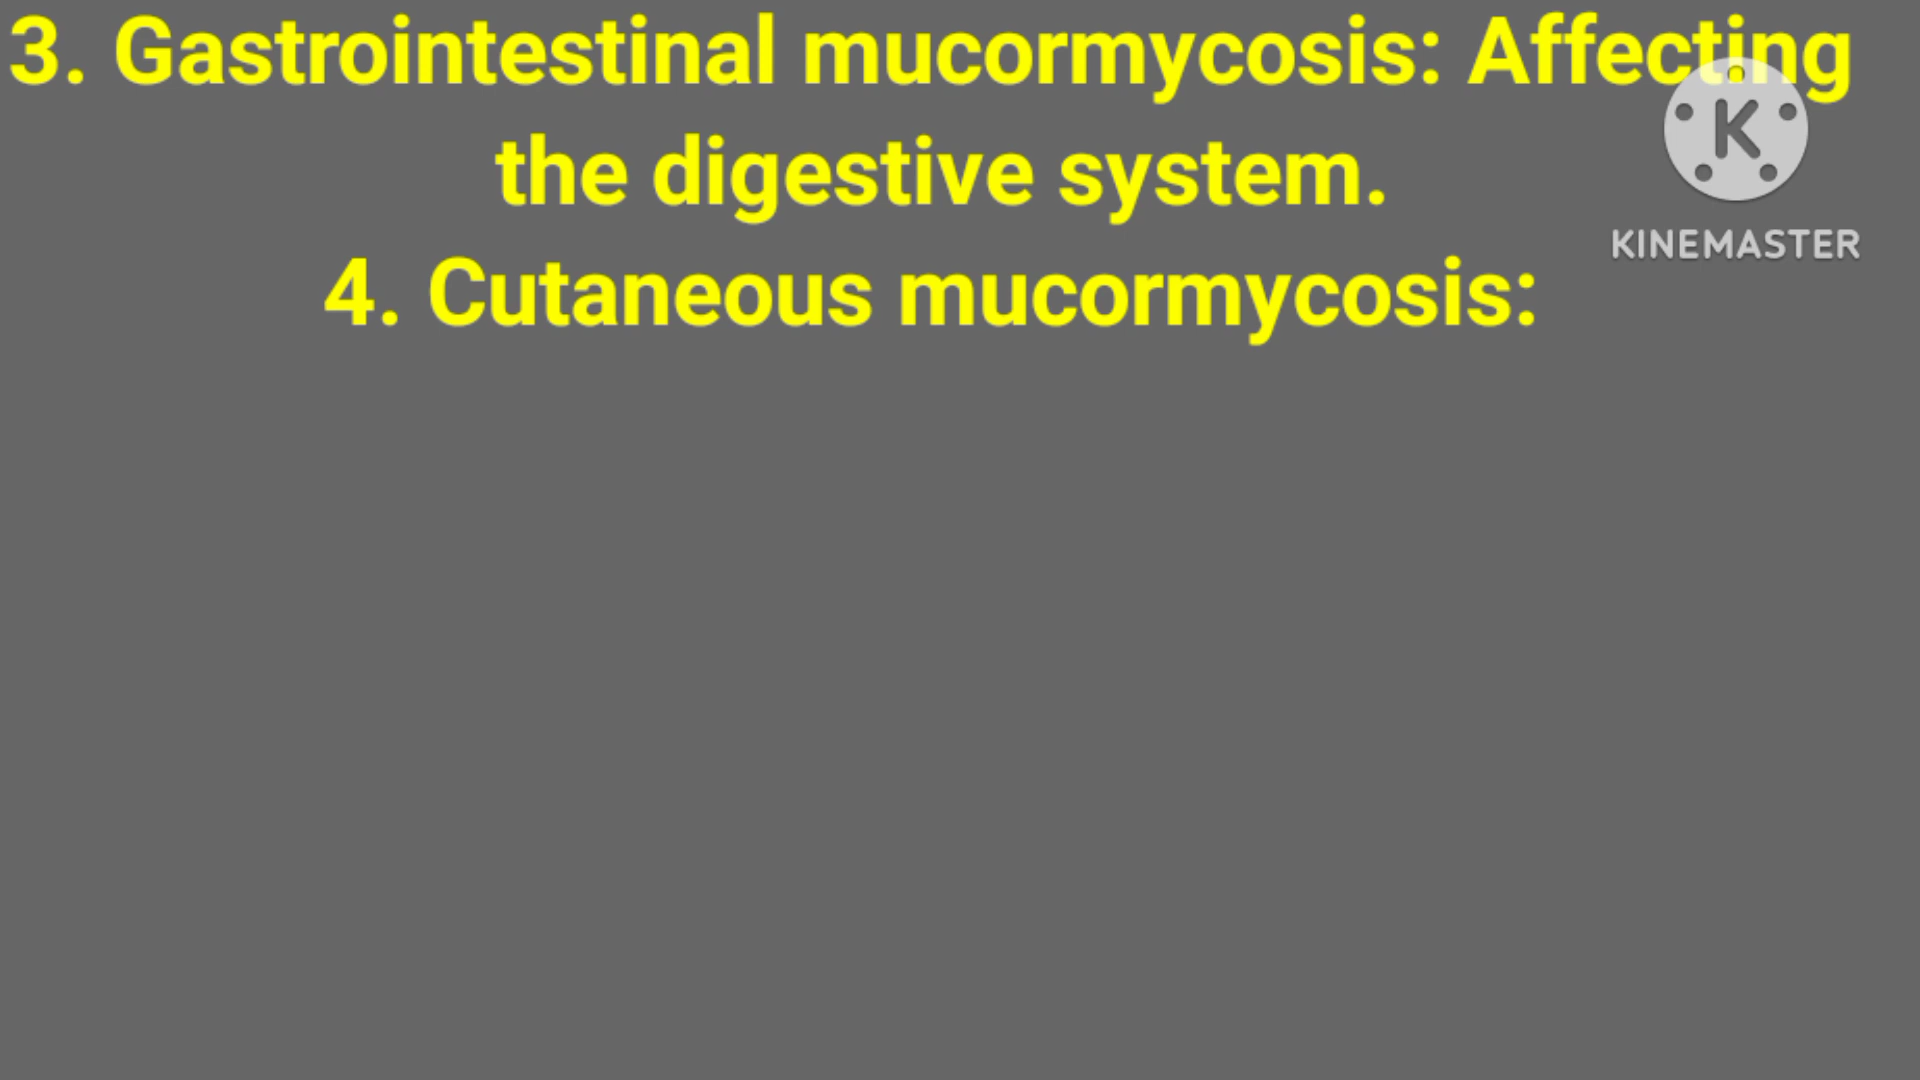 3. Gastrointestinal mucormycosis: Affecting
the digestive system.
4. Cutaneous mucormycosis:
K
KINEMASTER